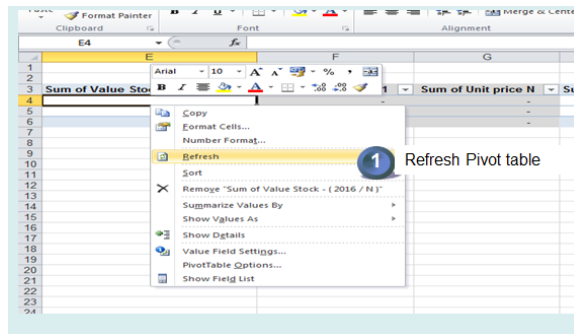 Format Painter
B I U A Merge & Cente
Clipboard Font Alignment
E4 fx
E F G
1
2
Arial 10 A A % ,
3 Sum of Value Sto B I A .00 .0 1 Sum of Unit price N Su
4 -
5 -
6 - -
7 Copy
8 Format Cells...
Number Format...
9
10 Refresh 1 Refresh Pivot table
11 Sort
12 Remove "Sum of Value Stock - ( 2016 / N )"
13
14 Summarize Values By
15 Show Values As
16
17 Show Details
18 Value Field Settings...
19 PivotTable Options...
20
21 Show Field List
22
23
24